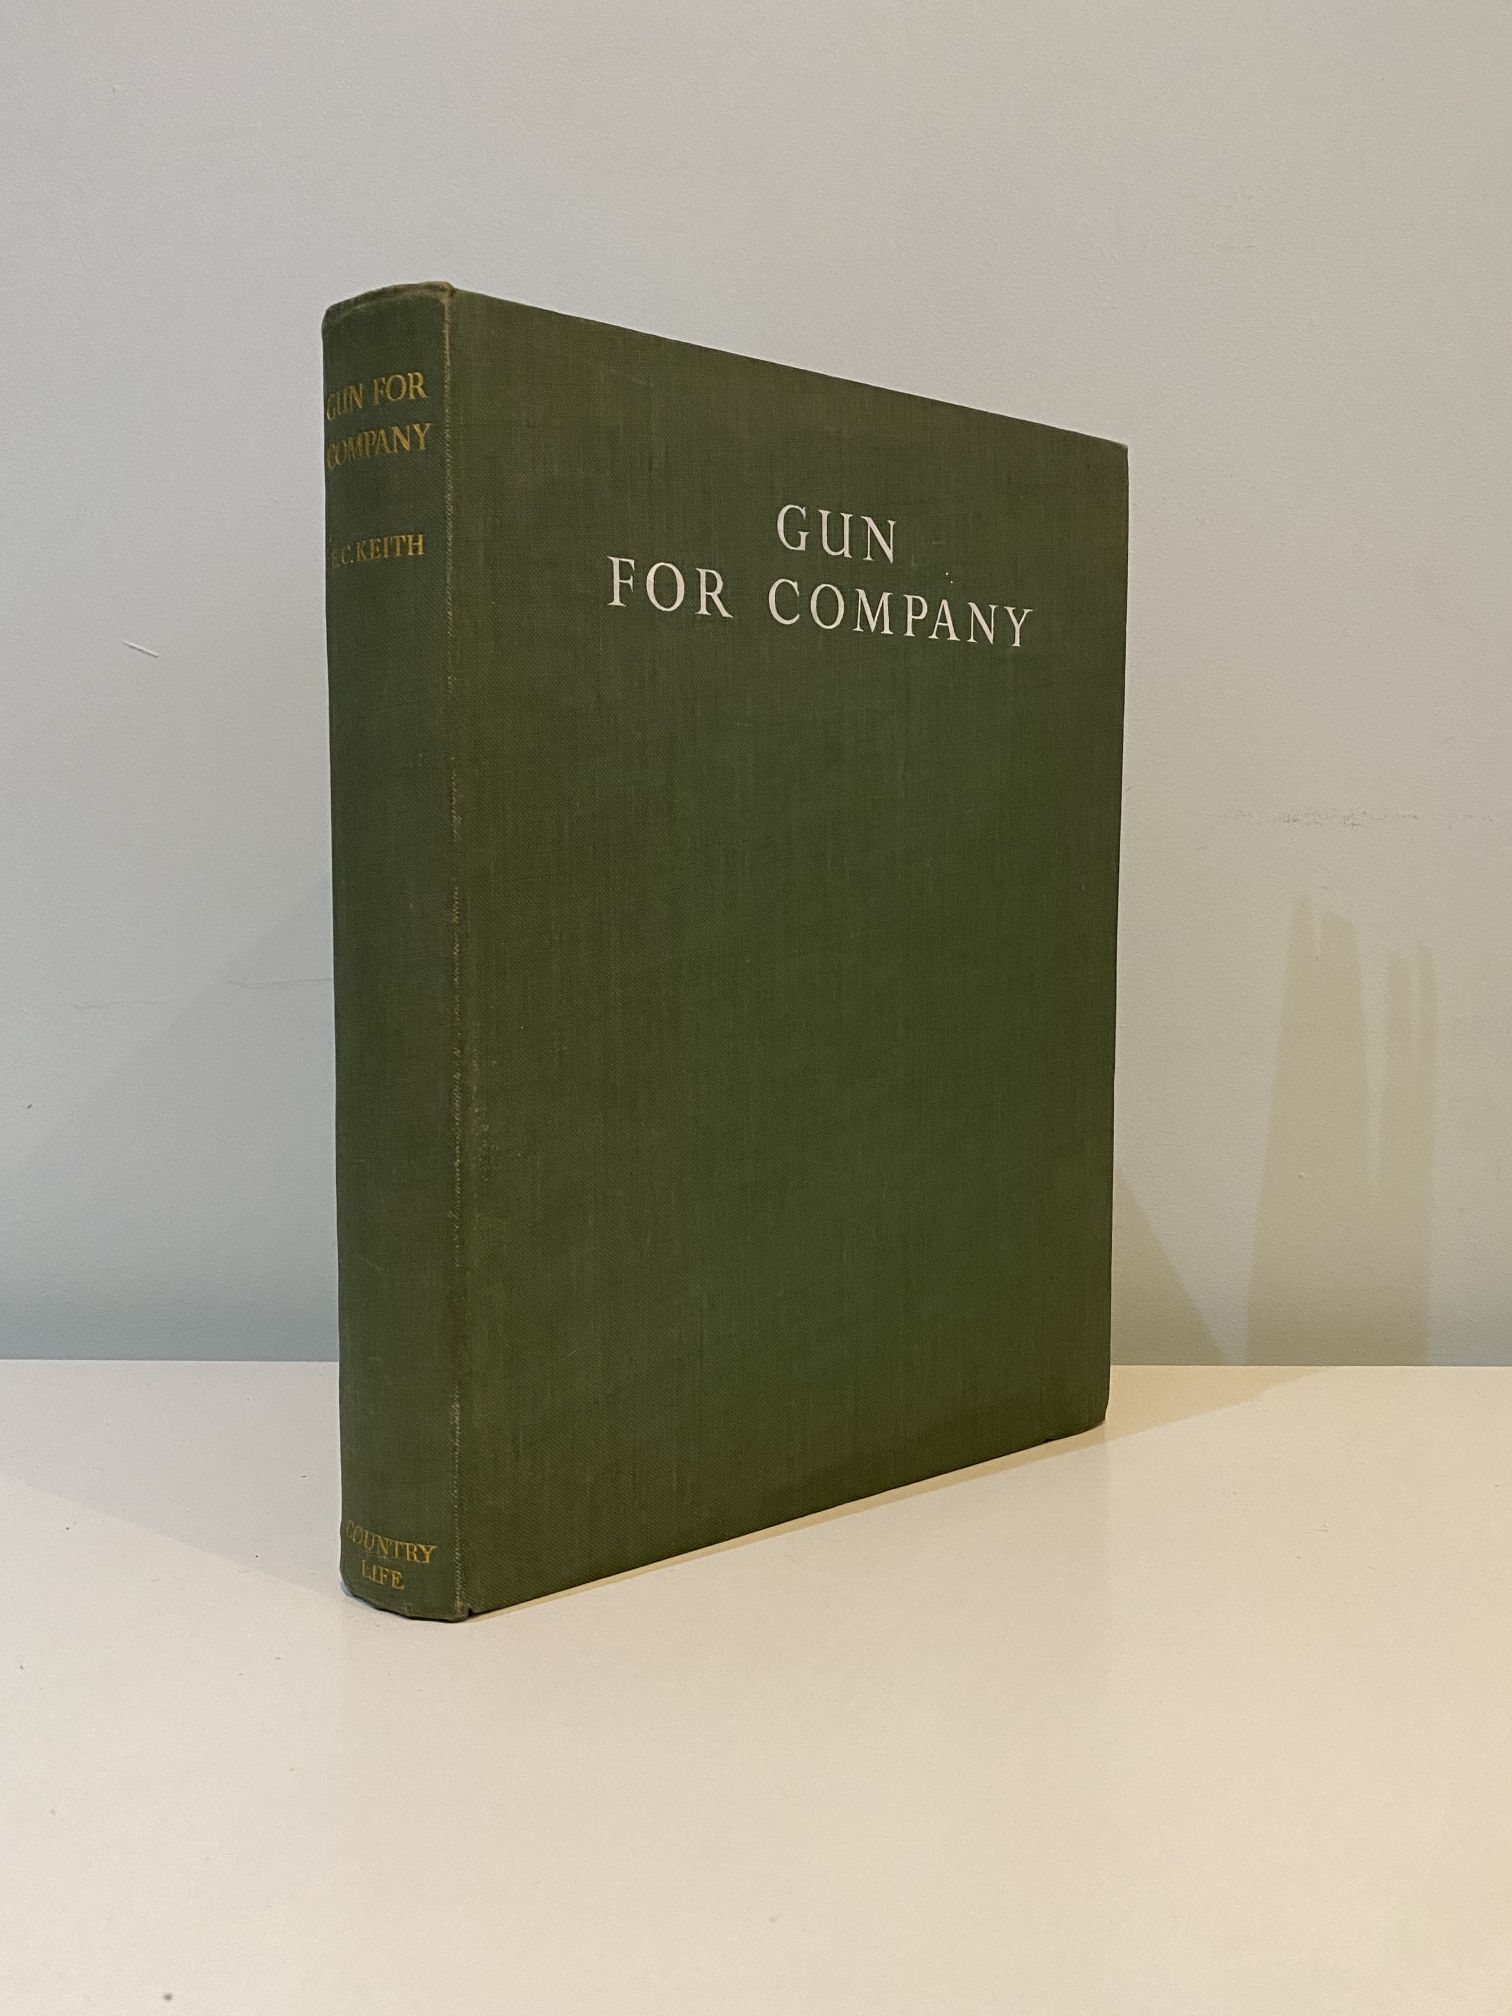 GUN FOR
COMPANY
E.C. KEITH
COUNTRY
LIFE
GUN
FOR COMPANY